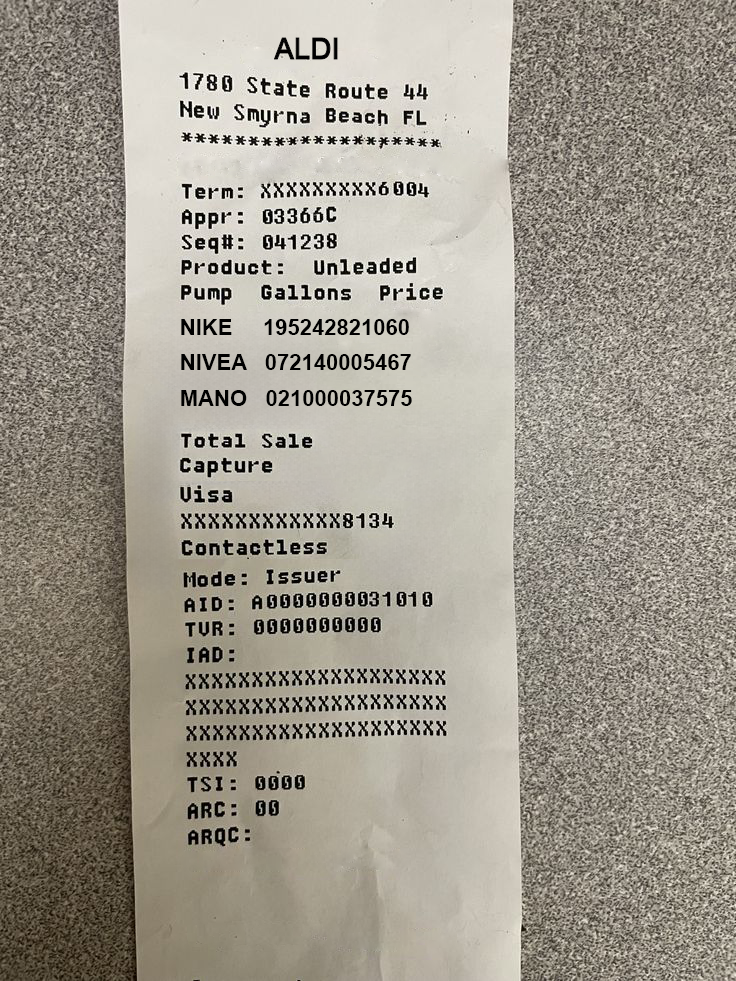 ALDI
1780 State Route 44
New Smyrna Beach FL
********************
Term: XXXXXXXXX6004
Appr: 03366C
Seq#: 041238
Product: Unleaded
Pump Gallons Price
NIKE 195242821060
NIVEA 072140005467
MANO 021000037575
Total Sale
Capture
Visa
XXXXXXXXXXXX8134
Contactless
Mode: Issuer
AID: A0000000031010
TVR: 0000000000
IAD:
XXXXXXXXXXXXXXXXXXXX
XXXXXXXXXXXXXXXXXXXX
XXXXXXXXXXXXXXXXXXXX
XXXX
TSI: 0000
ARC: 00
ARQC: